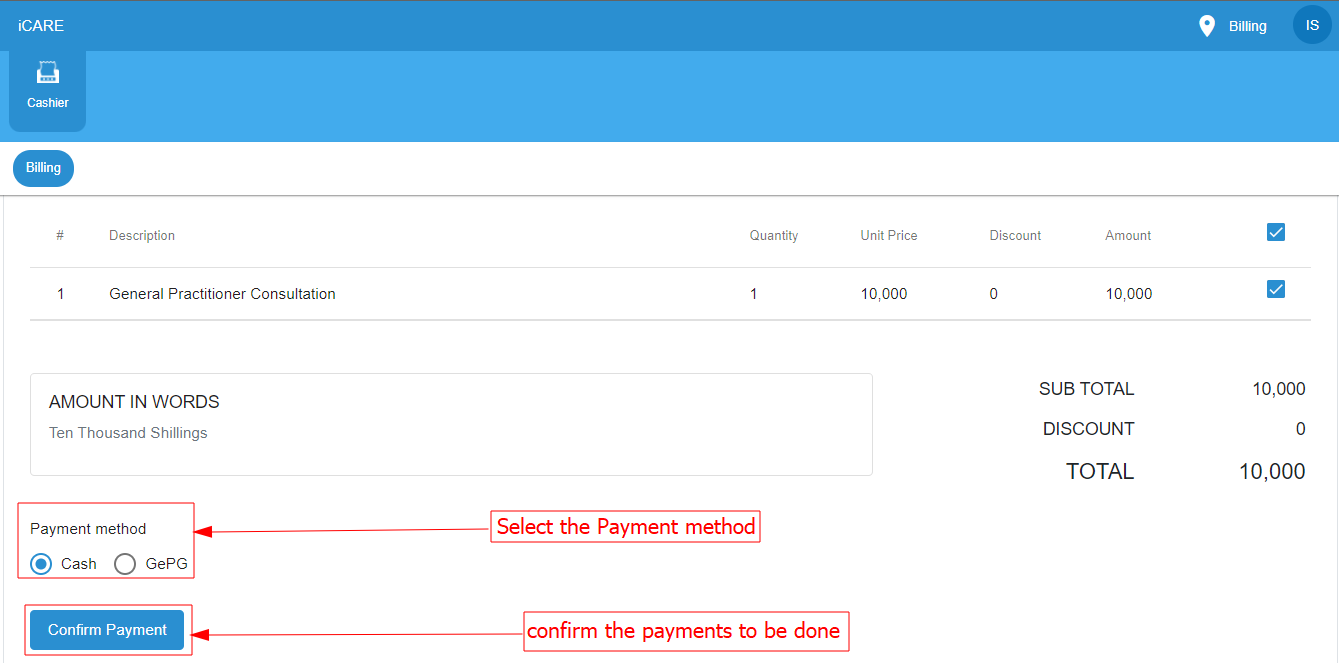 iCARE Billing IS
Cashier
Billing
# Description Quantity Unit Price Discount Amount
1 General Practitioner Consultation 1 10,000 0 10,000
AMOUNT IN WORDS
Ten Thousand Shillings
SUB TOTAL 10,000
DISCOUNT 0
TOTAL 10,000
Payment method
Cash GePG
Select the Payment method
Confirm Payment
confirm the payments to be done